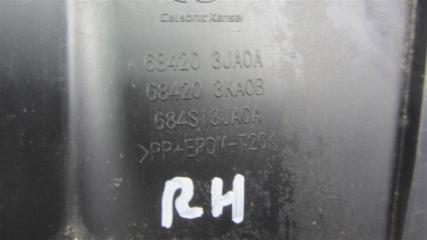 Calsonic Kansei
68420 3JA0A
68420 3KA0B
684S13JA0A
>PP+EPDM-T20<
RH